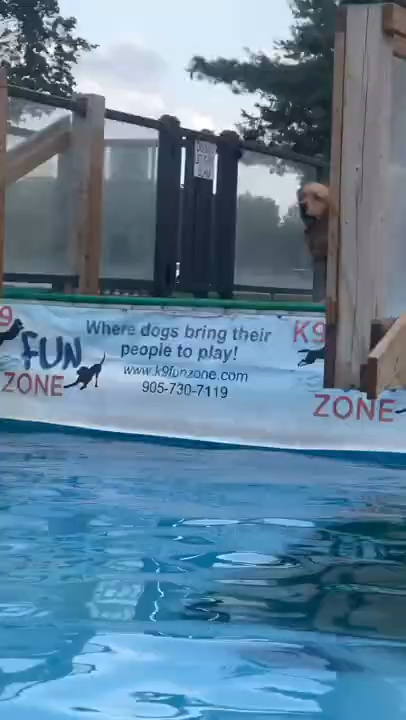 K9
FUN
ZONE
Where dogs bring their
people to play!
www.k9funzone.com
905-730-7119
K9
ZONE